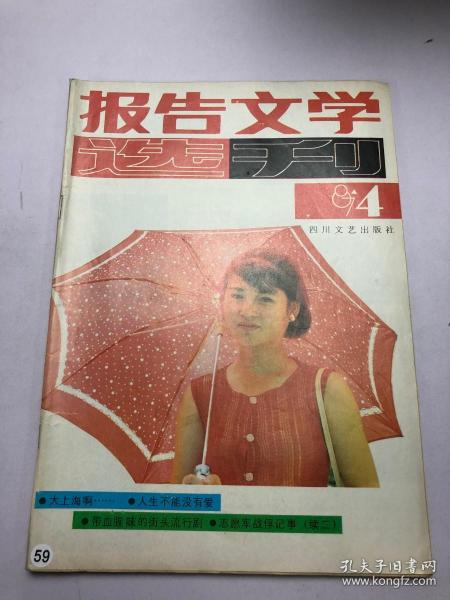 报告文学
选刊
87 4
四川文艺出版社
●大上海啊…… ●人生不能没有爱
●带血腥味的街头流行剧 ●志愿军战俘记事（续二）
59
孔夫子旧书网
www.kongfz.com